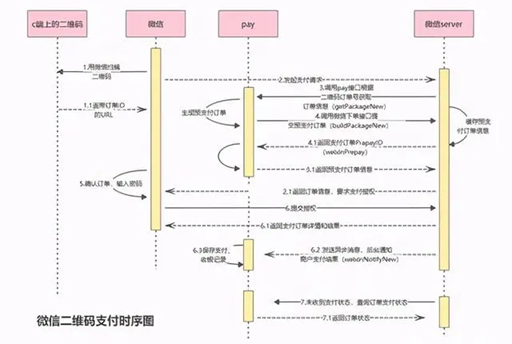 c端上的二维码
微信
pay
微信server
1.用微信扫描
二维码
2.发起支付请求
3.调用pay接口根据
二维码订单号获取
订单信息（getPackageNew）
1.1返回订单ID
的URL
生成预支付订单
4.调用微信下单接口提
交预支付订单（buildPackageNew）
缓存预支
付订单信息
4.1返回支付订单PrepayID
（weixinPrepay）
3.1返回预支付订单信息
5.确认订单，输入密码
2.1返回订单信息，要求支付授权
6.提交授权
6.1返回支付订单详细和结果
6.3保存支付，
收银记录
6.2 发送异步消息，后台通知
商户支付结果（weixinNotifyNew）
7.未收到支付状态，查询订单支付状态
7.1返回订单状态
微信二维码支付时序图